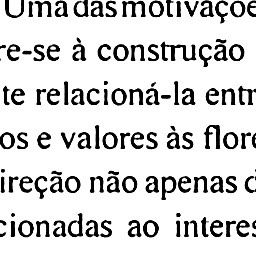 Uma das motivaçõe
re-se à construção
te relacioná-la entr
os e valores às flore
ireção não apenas d
cionadas ao interes